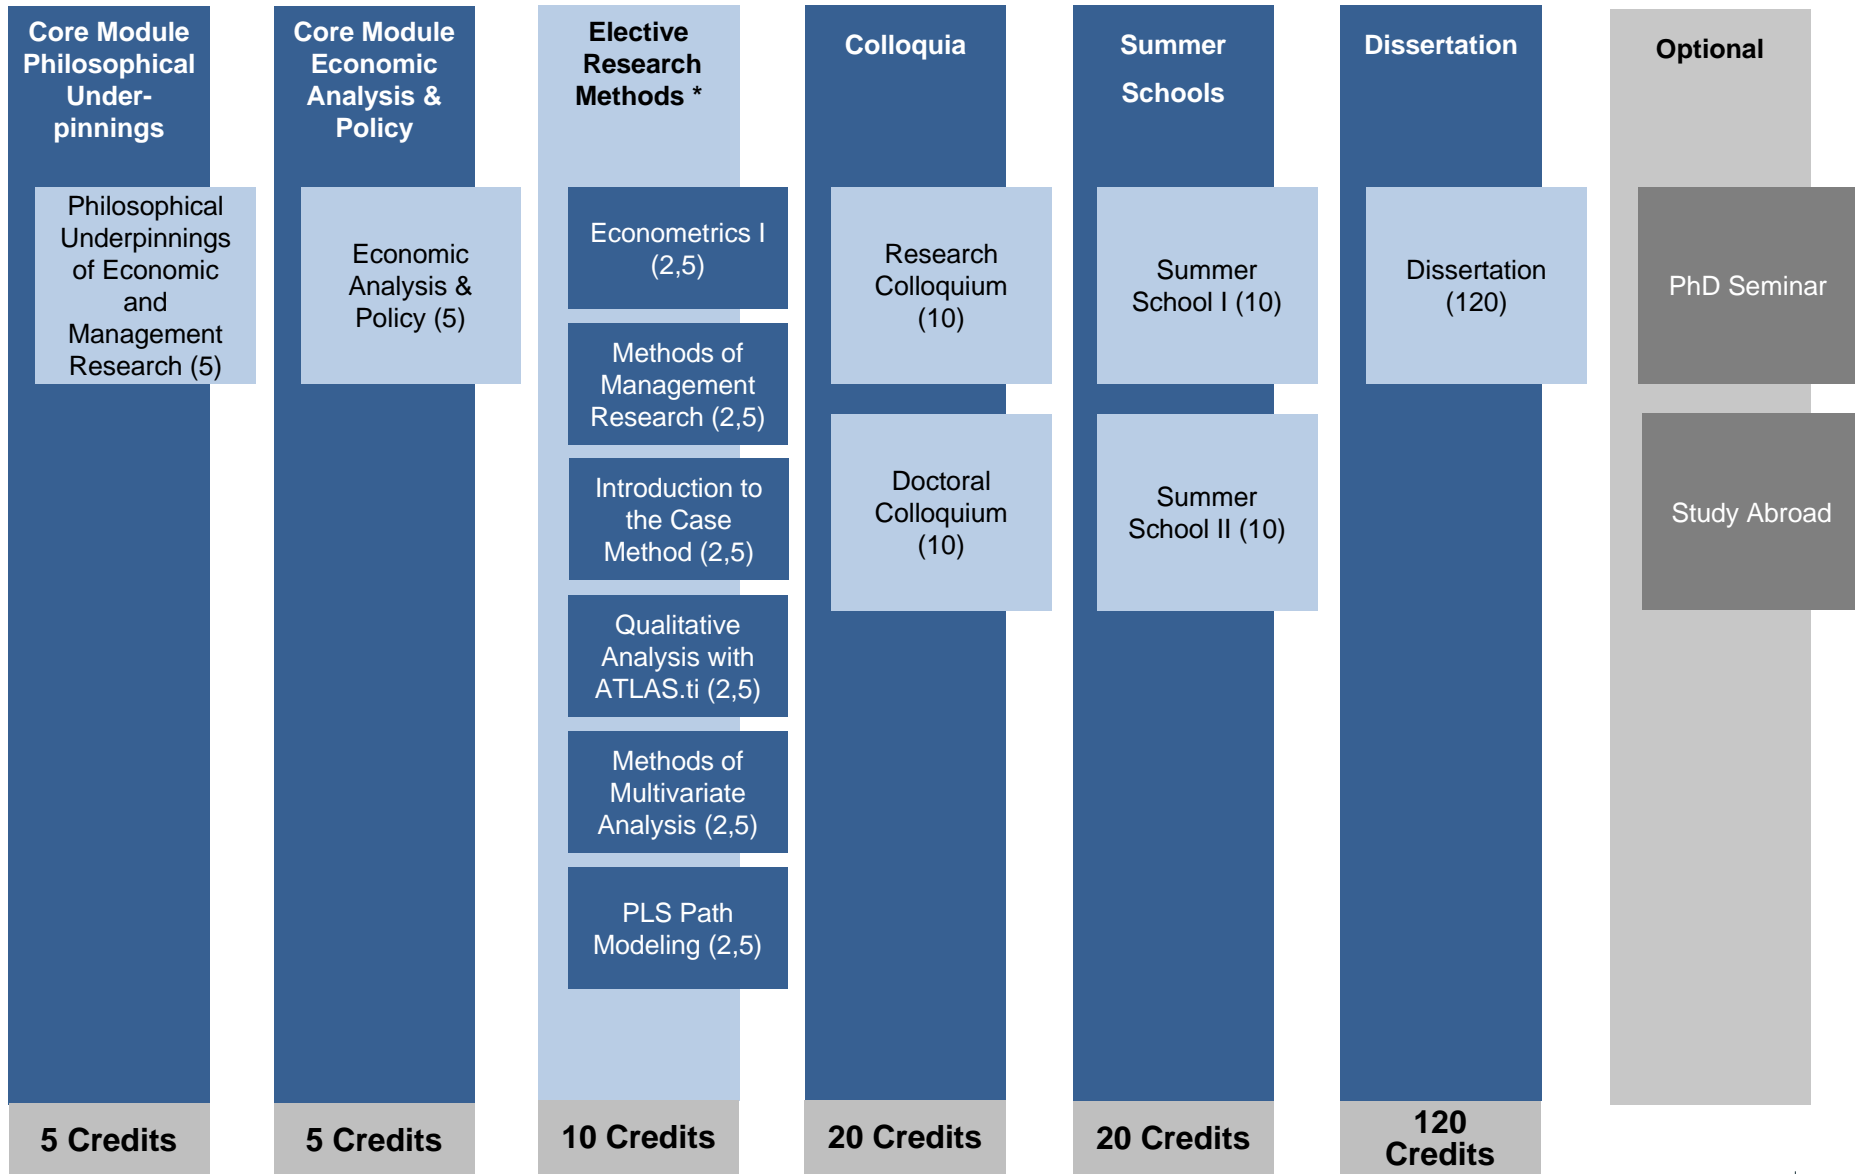 Core Module
Philosophical
Under-
pinnings
Philosophical
Underpinnings
of Economic
and
Management
Research (5)
5 Credits
Core Module
Economic
Analysis &
Policy
Economic
Analysis &
Policy (5)
5 Credits
Elective
Research
Methods *
Econometrics I
(2,5)
Methods of
Management
Research (2,5)
Introduction to
the Case
Method (2,5)
Qualitative
Analysis with
ATLAS.ti (2,5)
Methods of
Multivariate
Analysis (2,5)
PLS Path
Modeling (2,5)
10 Credits
Colloquia
Research
Colloquium
(10)
Doctoral
Colloquium
(10)
20 Credits
Summer
Schools
Summer
School I (10)
Summer
School II (10)
20 Credits
Dissertation
Dissertation
(120)
120
Credits
Optional
PhD Seminar
Study Abroad